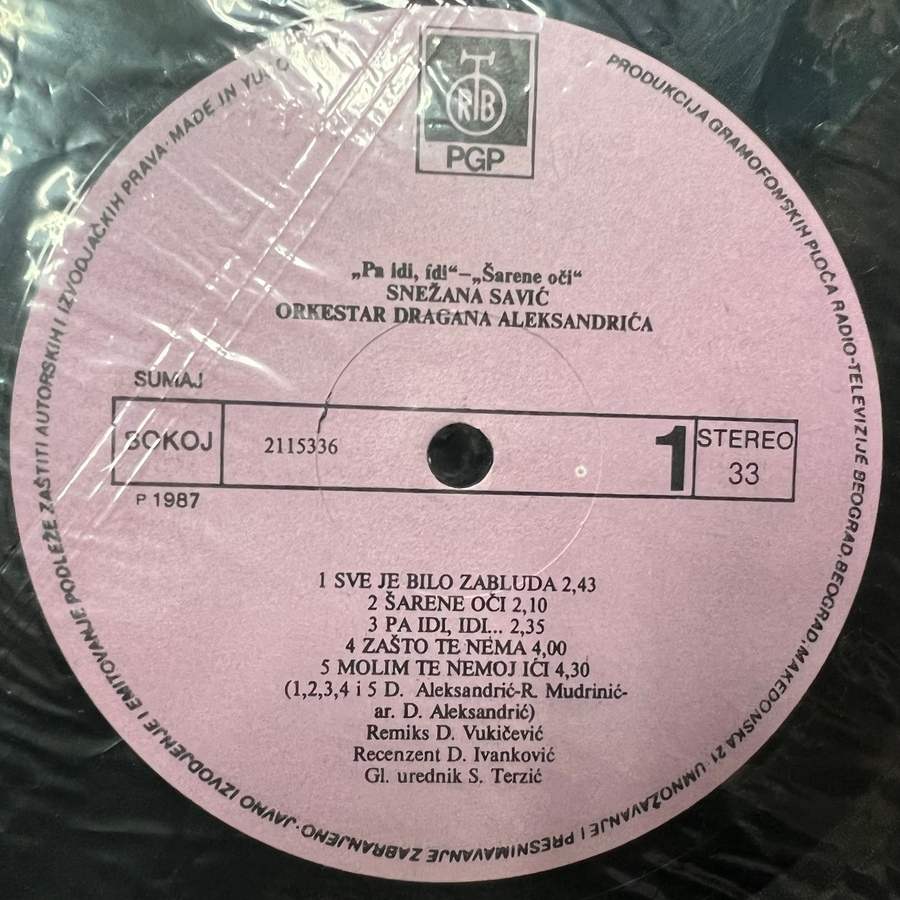 RTB
PGP
„Pa idi, idi“–„Šarene oči“
SNEŽANA SAVIĆ
ORKESTAR DRAGANA ALEKSANDRIĆA
SUMAJ
SOKOJ
2115336
1
STEREO
33
P 1987
1 SVE JE BILO ZABLUDA 2,43
2 ŠARENE OČI 2,10
3 PA IDI, IDI... 2,35
4 ZAŠTO TE NEMA 4,00
5 MOLIM TE NEMOJ IĆI 4,30
(1,2,3,4 i 5 D. Aleksandrić-R. Mudrinić-
ar. D. Aleksandrić)
Remiks D. Vukičević
Recenzent D. Ivanković
Gl. urednik S. Terzić
PRODUKCIJA GRAMOFONSKIH PLOČA RADIO-TELEVIZIJE BEOGRAD, BEOGRAD, MAKEDONSKA 21 · UMNOŽAVANJE I PRESNIMAVANJE ZABRANJENO · JAVNO IZVODJENJE I EMITOVANJE PODLEŽE ZAŠTITI AUTORSKIH I IZVODJAČKIH PRAVA · MADE IN